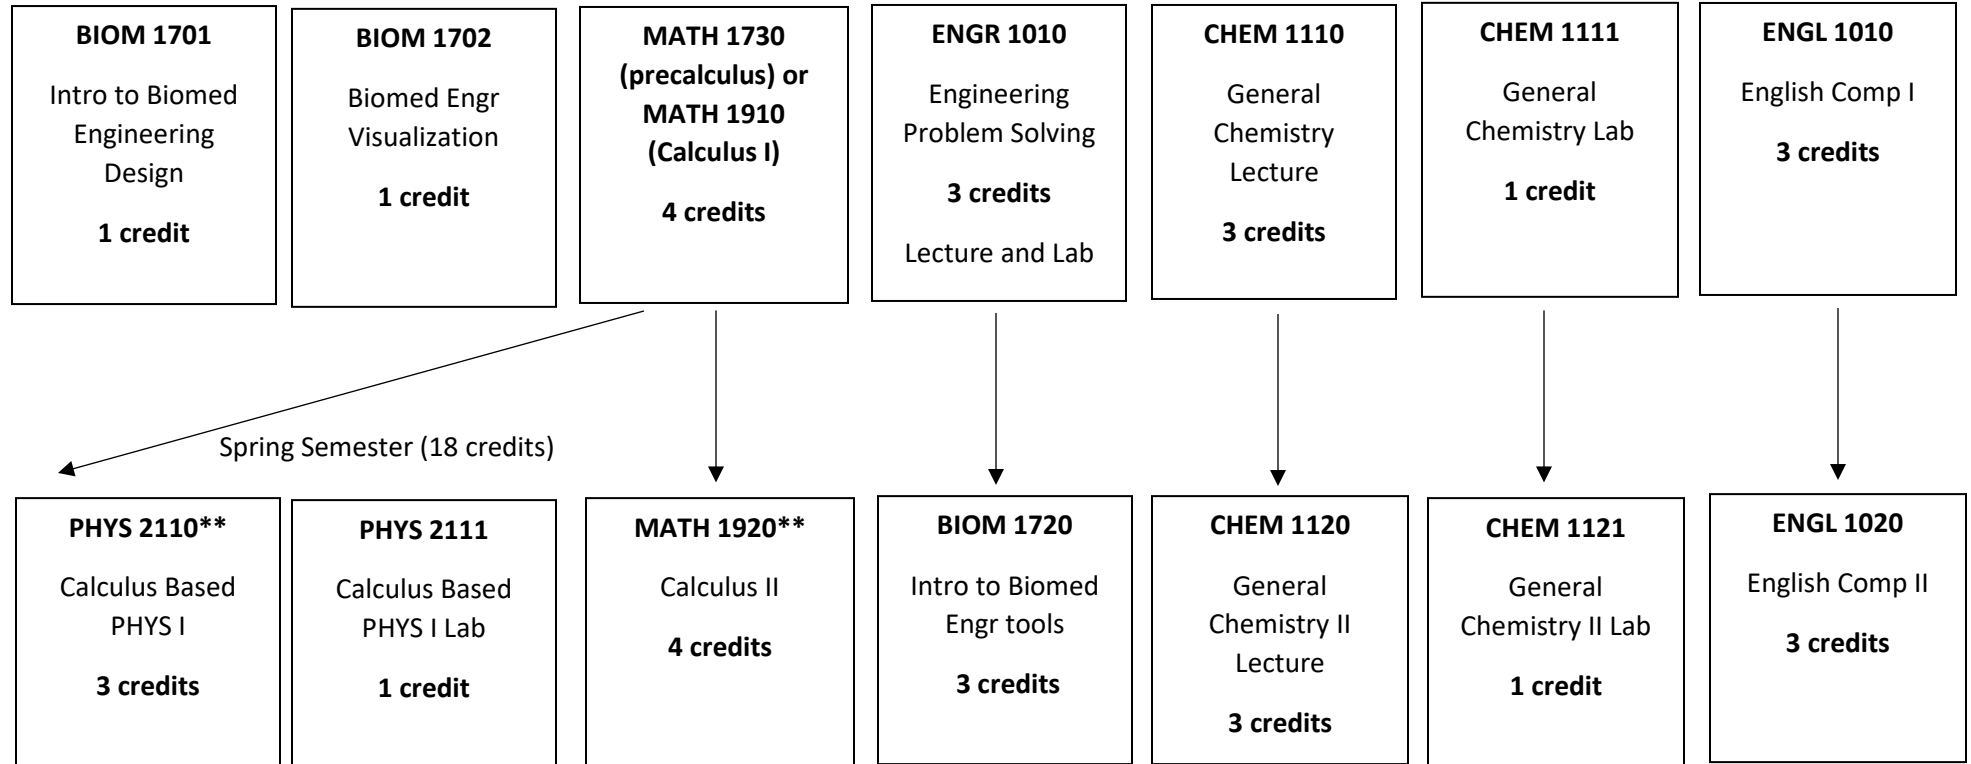 BIOM 1701
Intro to Biomed
Engineering
Design
1 credit
BIOM 1702
Biomed Engr
Visualization
1 credit
MATH 1730
(precalculus) or
MATH 1910
(Calculus I)
4 credits
ENGR 1010
Engineering
Problem Solving
3 credits
Lecture and Lab
CHEM 1110
General
Chemistry
Lecture
3 credits
CHEM 1111
General
Chemistry Lab
1 credit
ENGL 1010
English Comp I
3 credits
Spring Semester (18 credits)
PHYS 2110**
Calculus Based
PHYS I
3 credits
PHYS 2111
Calculus Based
PHYS I Lab
1 credit
MATH 1920**
Calculus II
4 credits
BIOM 1720
Intro to Biomed
Engr tools
3 credits
CHEM 1120
General
Chemistry II
Lecture
3 credits
CHEM 1121
General
Chemistry II Lab
1 credit
ENGL 1020
English Comp II
3 credits